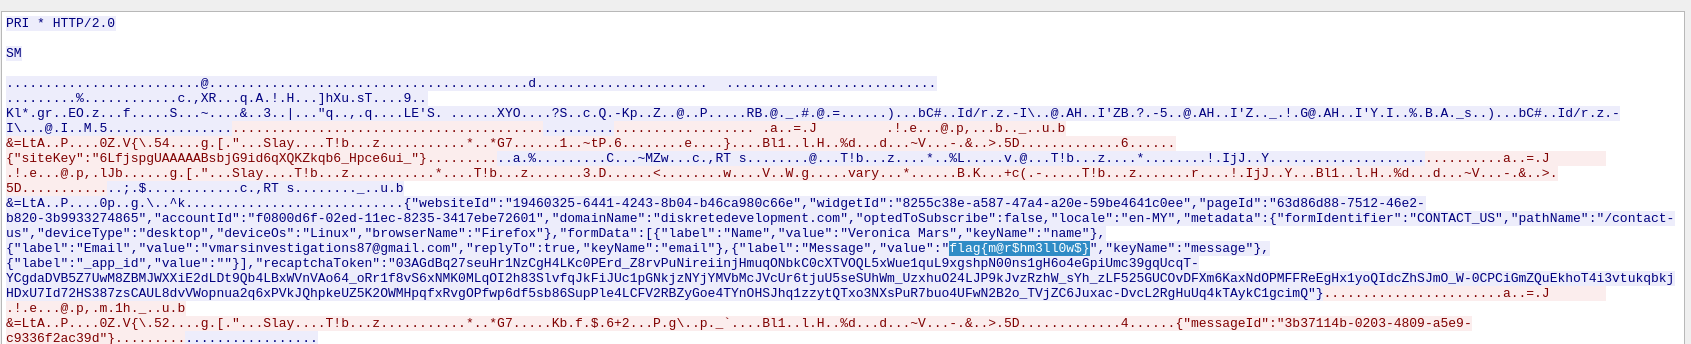 PRI * HTTP/2.0
SM
.........................@.........................................d......................  ...........................
.........%............c.,XR...q.A.!.H...]hXu.sT....9..
Kl*.gr..EO.z...f.....S...~....&..3..|..."q..,.q....LE'S. ......XYO....?S..c.Q.-Kp..Z..@..P.....RB.@._.#.@.=......)...bC#..Id/r.z.-I\..@.AH..I'ZB.?.-5..@.AH..I'Z.._.!.G@.AH..I'Y.I..%.B.A._s..)...bC#..Id/r.z.-
I\...@.I..M.5......................................................................... .a..=.J         .!.e...@.p,...b.._..u.b
&=LtA..P....0Z.V{\.54....g.[."...Slay....T!b...z...........*..*G7......1..~tP.6........e....}....Bl1..l.H..%d...d...~V...-.&..>.5D.............6......
{"siteKey":"6LfjspgUAAAAABsbjG9id6qXQKZkqb6_Hpce6ui_"}...........a.%.........C...~MZw...c.,RT s........@...T!b...z....*..%L.....v.@...T!b...z....*........!.IjJ..Y..............................a..=.J
.!.e...@.p,.lJb......g.[."...Slay....T!b...z...........*....T!b...z.......3.D......<........w....V..W.g.....vary...*......B.K...+c(.-.....T!b...z.......r....!.IjJ..Y...Bl1..l.H..%d...d...~V...-.&..>.
5D.............;.$............c.,RT s........_..u.b
&=LtA..P....0p..g.\..^k............................{"websiteId":"19460325-6441-4243-8b04-b46ca980c66e","widgetId":"8255c38e-a587-47a4-a20e-59be4641c0ee","pageId":"63d86d88-7512-46e2-
b820-3b9933274865","accountId":"f0800d6f-02ed-11ec-8235-3417ebe72601","domainName":"diskretedevelopment.com","optedToSubscribe":false,"locale":"en-MY","metadata":{"formIdentifier":"CONTACT_US","pathName":"/contact-
us","deviceType":"desktop","deviceOs":"Linux","browserName":"Firefox"},"formData":[{"label":"Name","value":"Veronica Mars","keyName":"name"},
{"label":"Email","value":"vmarsinvestigations87@gmail.com","replyTo":true,"keyName":"email"},{"label":"Message","value":"flag{m@r$hm3ll0w$}","keyName":"message"},
{"label":"_app_id","value":""}],"recaptchaToken":"03AGdBq27seuHr1NzCgH4LKc0PErd_Z8rvPuNireiinjHmuqONbkC0cXTVOQL5xWue1quL9xgshpN00ns1gH6o4eGpiUmc39gqUcqT-
YCgdaDVB5Z7UwM8ZBMJWXXiE2dLDt9Qb4LBxWVnVAo64_oRr1f8vS6xNMK0MLqOI2h83SlvfqJkFiJUc1pGNkjzNYjYMVbMcJVcUr6tjuU5seSUhWm_UzxhuO24LJP9kJvzRzhW_sYh_zLF525GUCOvDFXm6KaxNdOPMFFReEgHx1yoQIdcZhSJmO_W-0CPCiGmZQuEkhoT4i3vtukqbkj
HDxU7Id72HS387zsCAUL8dvVWopnua2q6xPVkJQhpkeUZ5K2OWMHpqfxRvgOPfwp6df5sb86SupPle4LCFV2RBZyGoe4TYnOHSJhq1zzytQTxo3NXsPuR7buo4UFwN2B2o_TVjZC6Juxac-DvcL2RgHuUq4kTAykC1gcimQ"}.......................a..=.J
.!.e...@.p,.m.1h._..u.b
&=LtA..P....0Z.V{\.52....g.[."...Slay....T!b...z...........*..*G7.....Kb.f.$.6+2...P.g\..p._`....Bl1..l.H..%d...d...~V...-.&..>.5D.............4......{"messageId":"3b37114b-0203-4809-a5e9-
c9336f2ac39d"}..........................